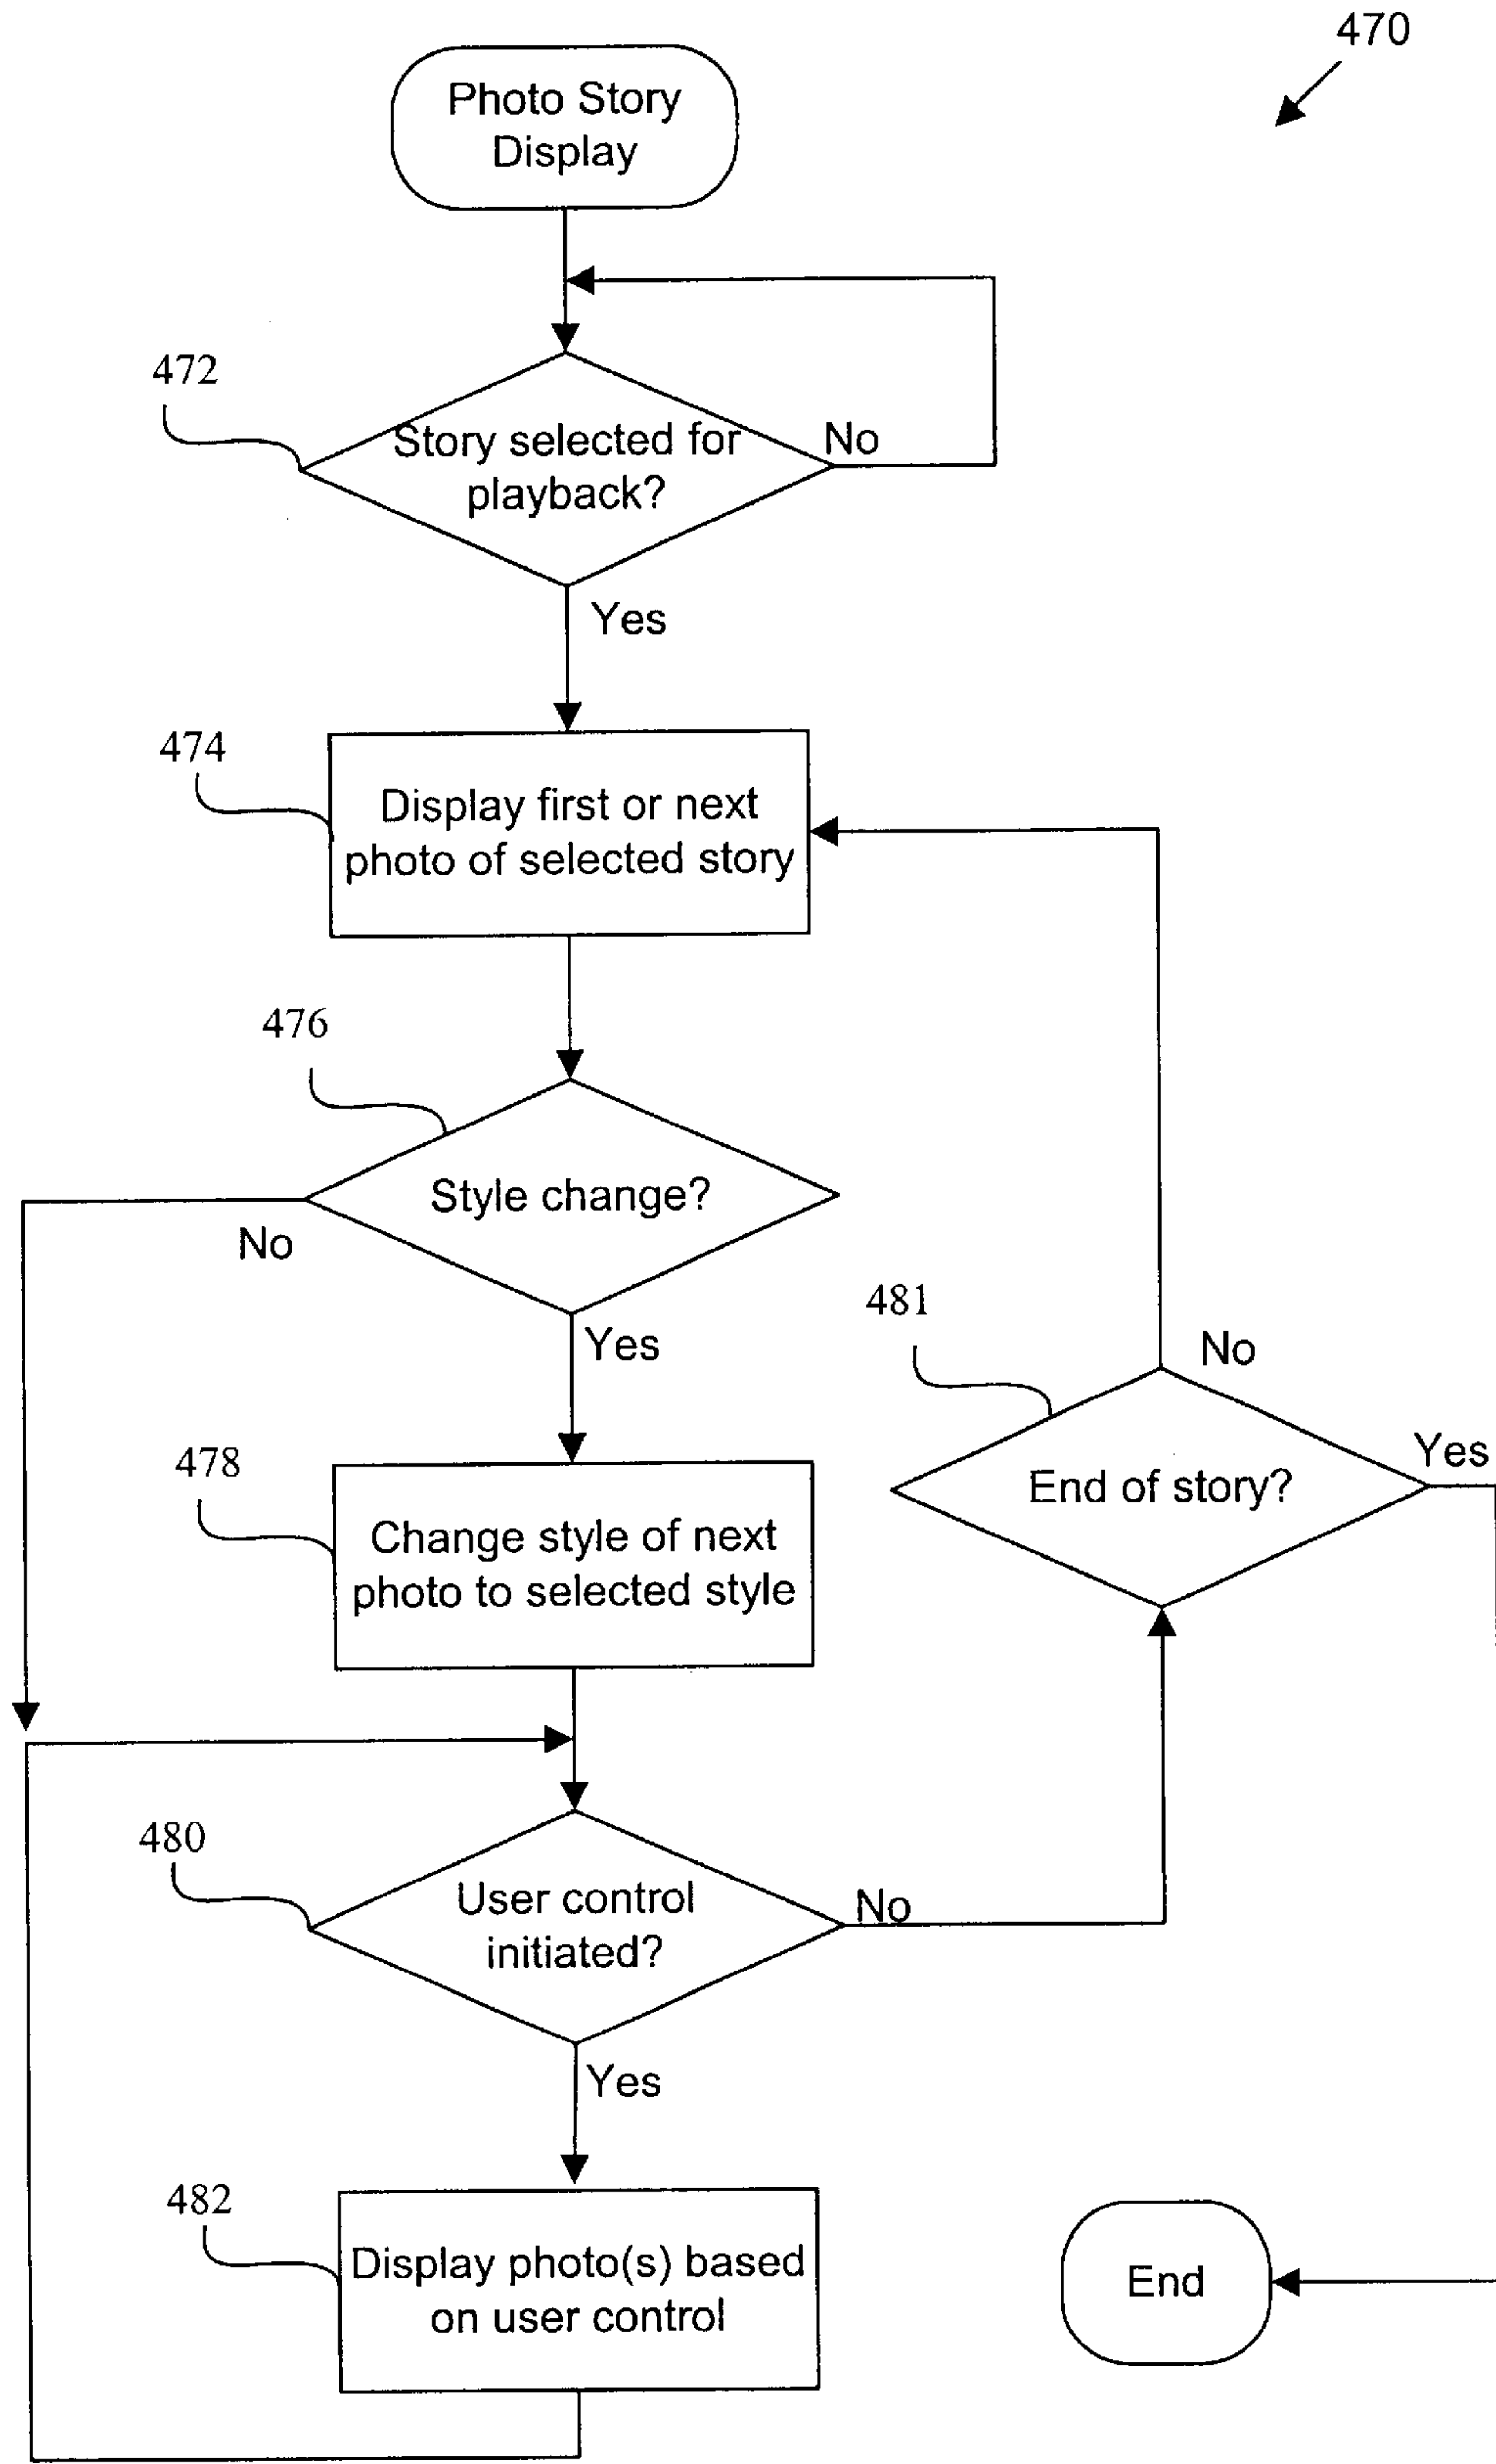 470
Photo Story
Display
472
Story selected for
playback?
No
Yes
474
Display first or next
photo of selected story
476
Style change?
No
Yes
481
No
End of story?
Yes
478
Change style of next
photo to selected style
480
User control
initiated?
No
Yes
482
Display photo(s) based
on user control
End